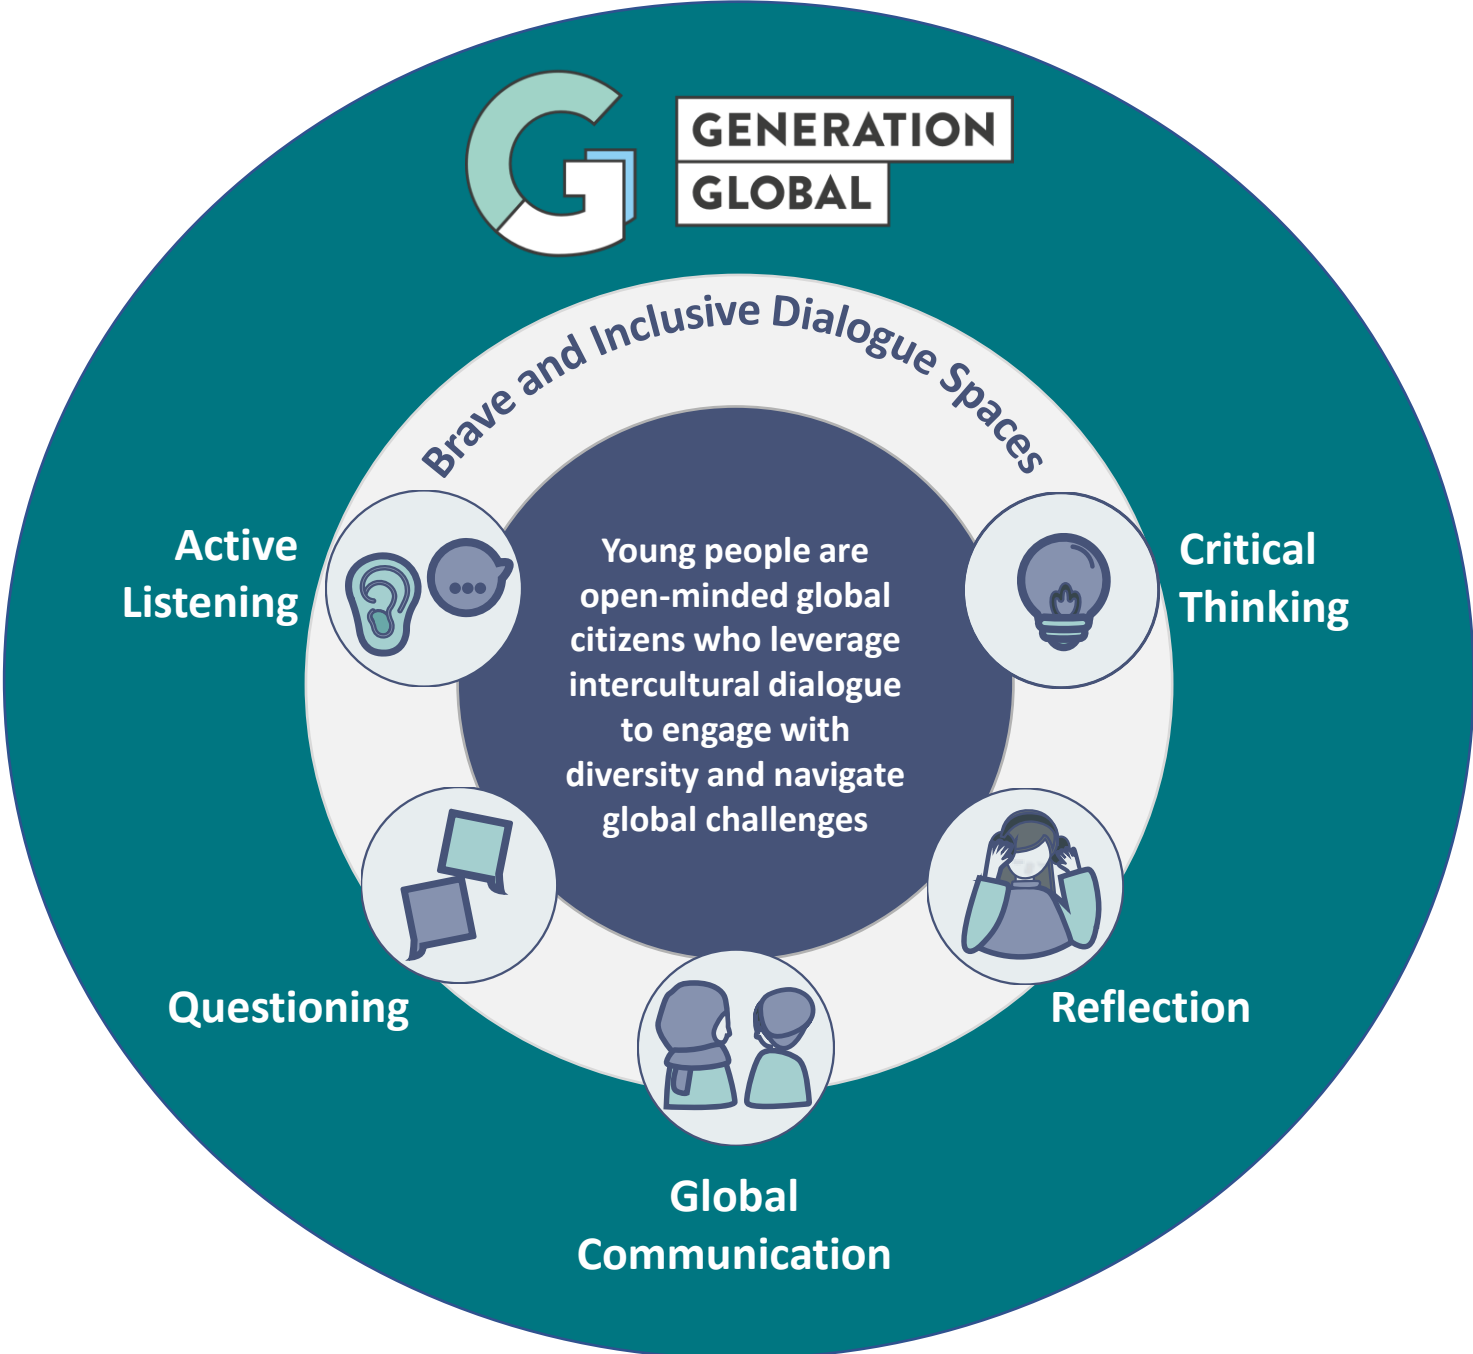 GENERATION
GLOBAL
Brave and Inclusive Dialogue Spaces
Active
Listening
Young people are
open-minded global
citizens who leverage
intercultural dialogue
to engage with
diversity and navigate
global challenges
Critical
Thinking
Questioning
Reflection
Global
Communication